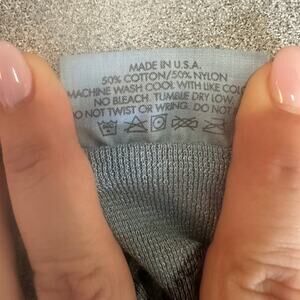 MADE IN U.S.A.
50% COTTON/50% NYLON
MACHINE WASH COOL WITH LIKE COLO
NO BLEACH. TUMBLE DRY LOW.
DO NOT TWIST OR WRING. DO NOT